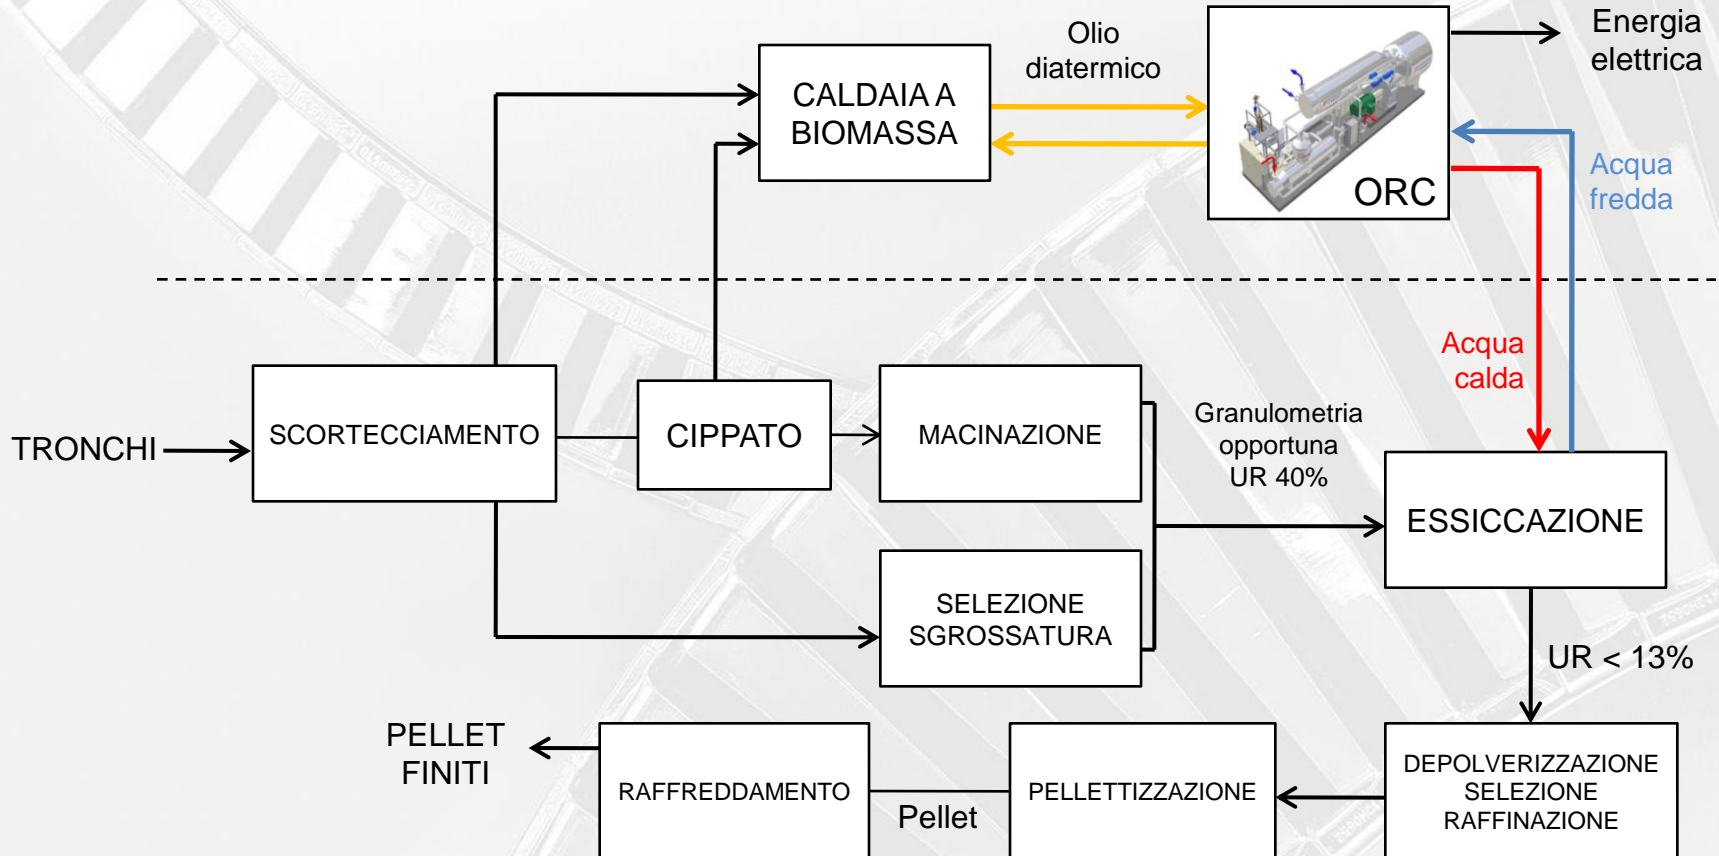 Olio
diatermico
Energia
elettrica
CALDAIA A
BIOMASSA
ORC
Acqua
fredda
Acqua
calda
TRONCHI
SCORTECCIAMENTO
CIPPATO
MACINAZIONE
Granulometria
opportuna
UR 40%
ESSICCAZIONE
SELEZIONE
SGROSSATURA
UR < 13%
PELLET
FINITI
RAFFREDDAMENTO
Pellet
PELLETTIZZAZIONE
DEPOLVERIZZAZIONE
SELEZIONE
RAFFINAZIONE